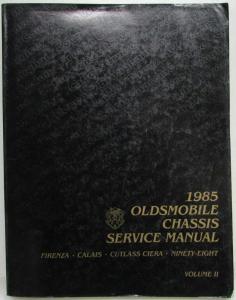 1985
OLDSMOBILE
CHASSIS
SERVICE MANUAL
FIRENZA • CALAIS • CUTLASS CIERA • NINETY-EIGHT
VOLUME II